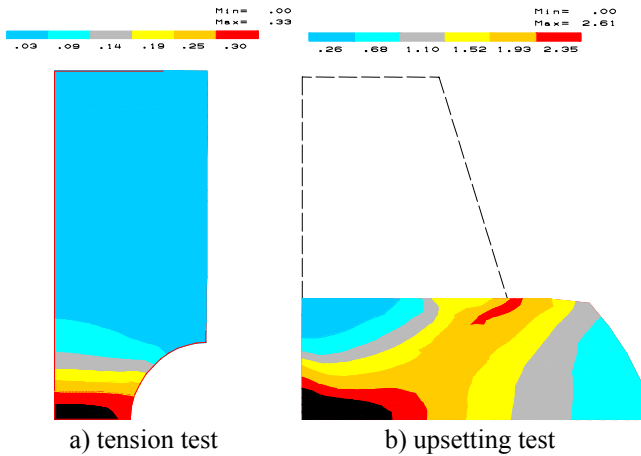 Min= .00
Max= .33
.03 .09 .14 .19 .25 .30
Min= .00
Max= 2.61
.26 .68 1.10 1.52 1.93 2.35
a) tension test
b) upsetting test